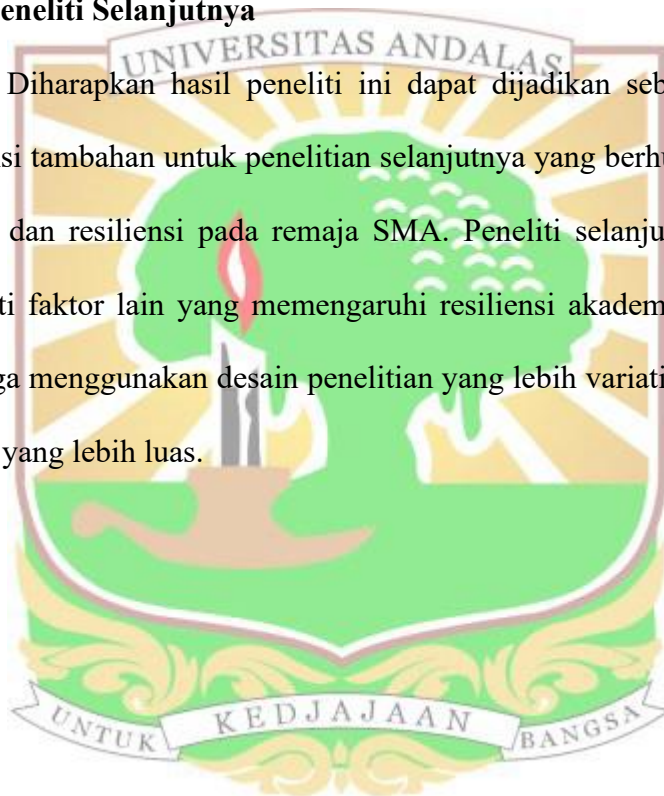 eneliti Selanjutnya
UNIVERSITAS ANDALAS
Diharapkan hasil peneliti ini dapat dijadikan seb
si tambahan untuk penelitian selanjutnya yang berhu
dan resiliensi pada remaja SMA. Peneliti selanju
ti faktor lain yang memengaruhi resiliensi akadem
ga menggunakan desain penelitian yang lebih variati
yang lebih luas.
UNTUK KEDJAJAAN BANGSA